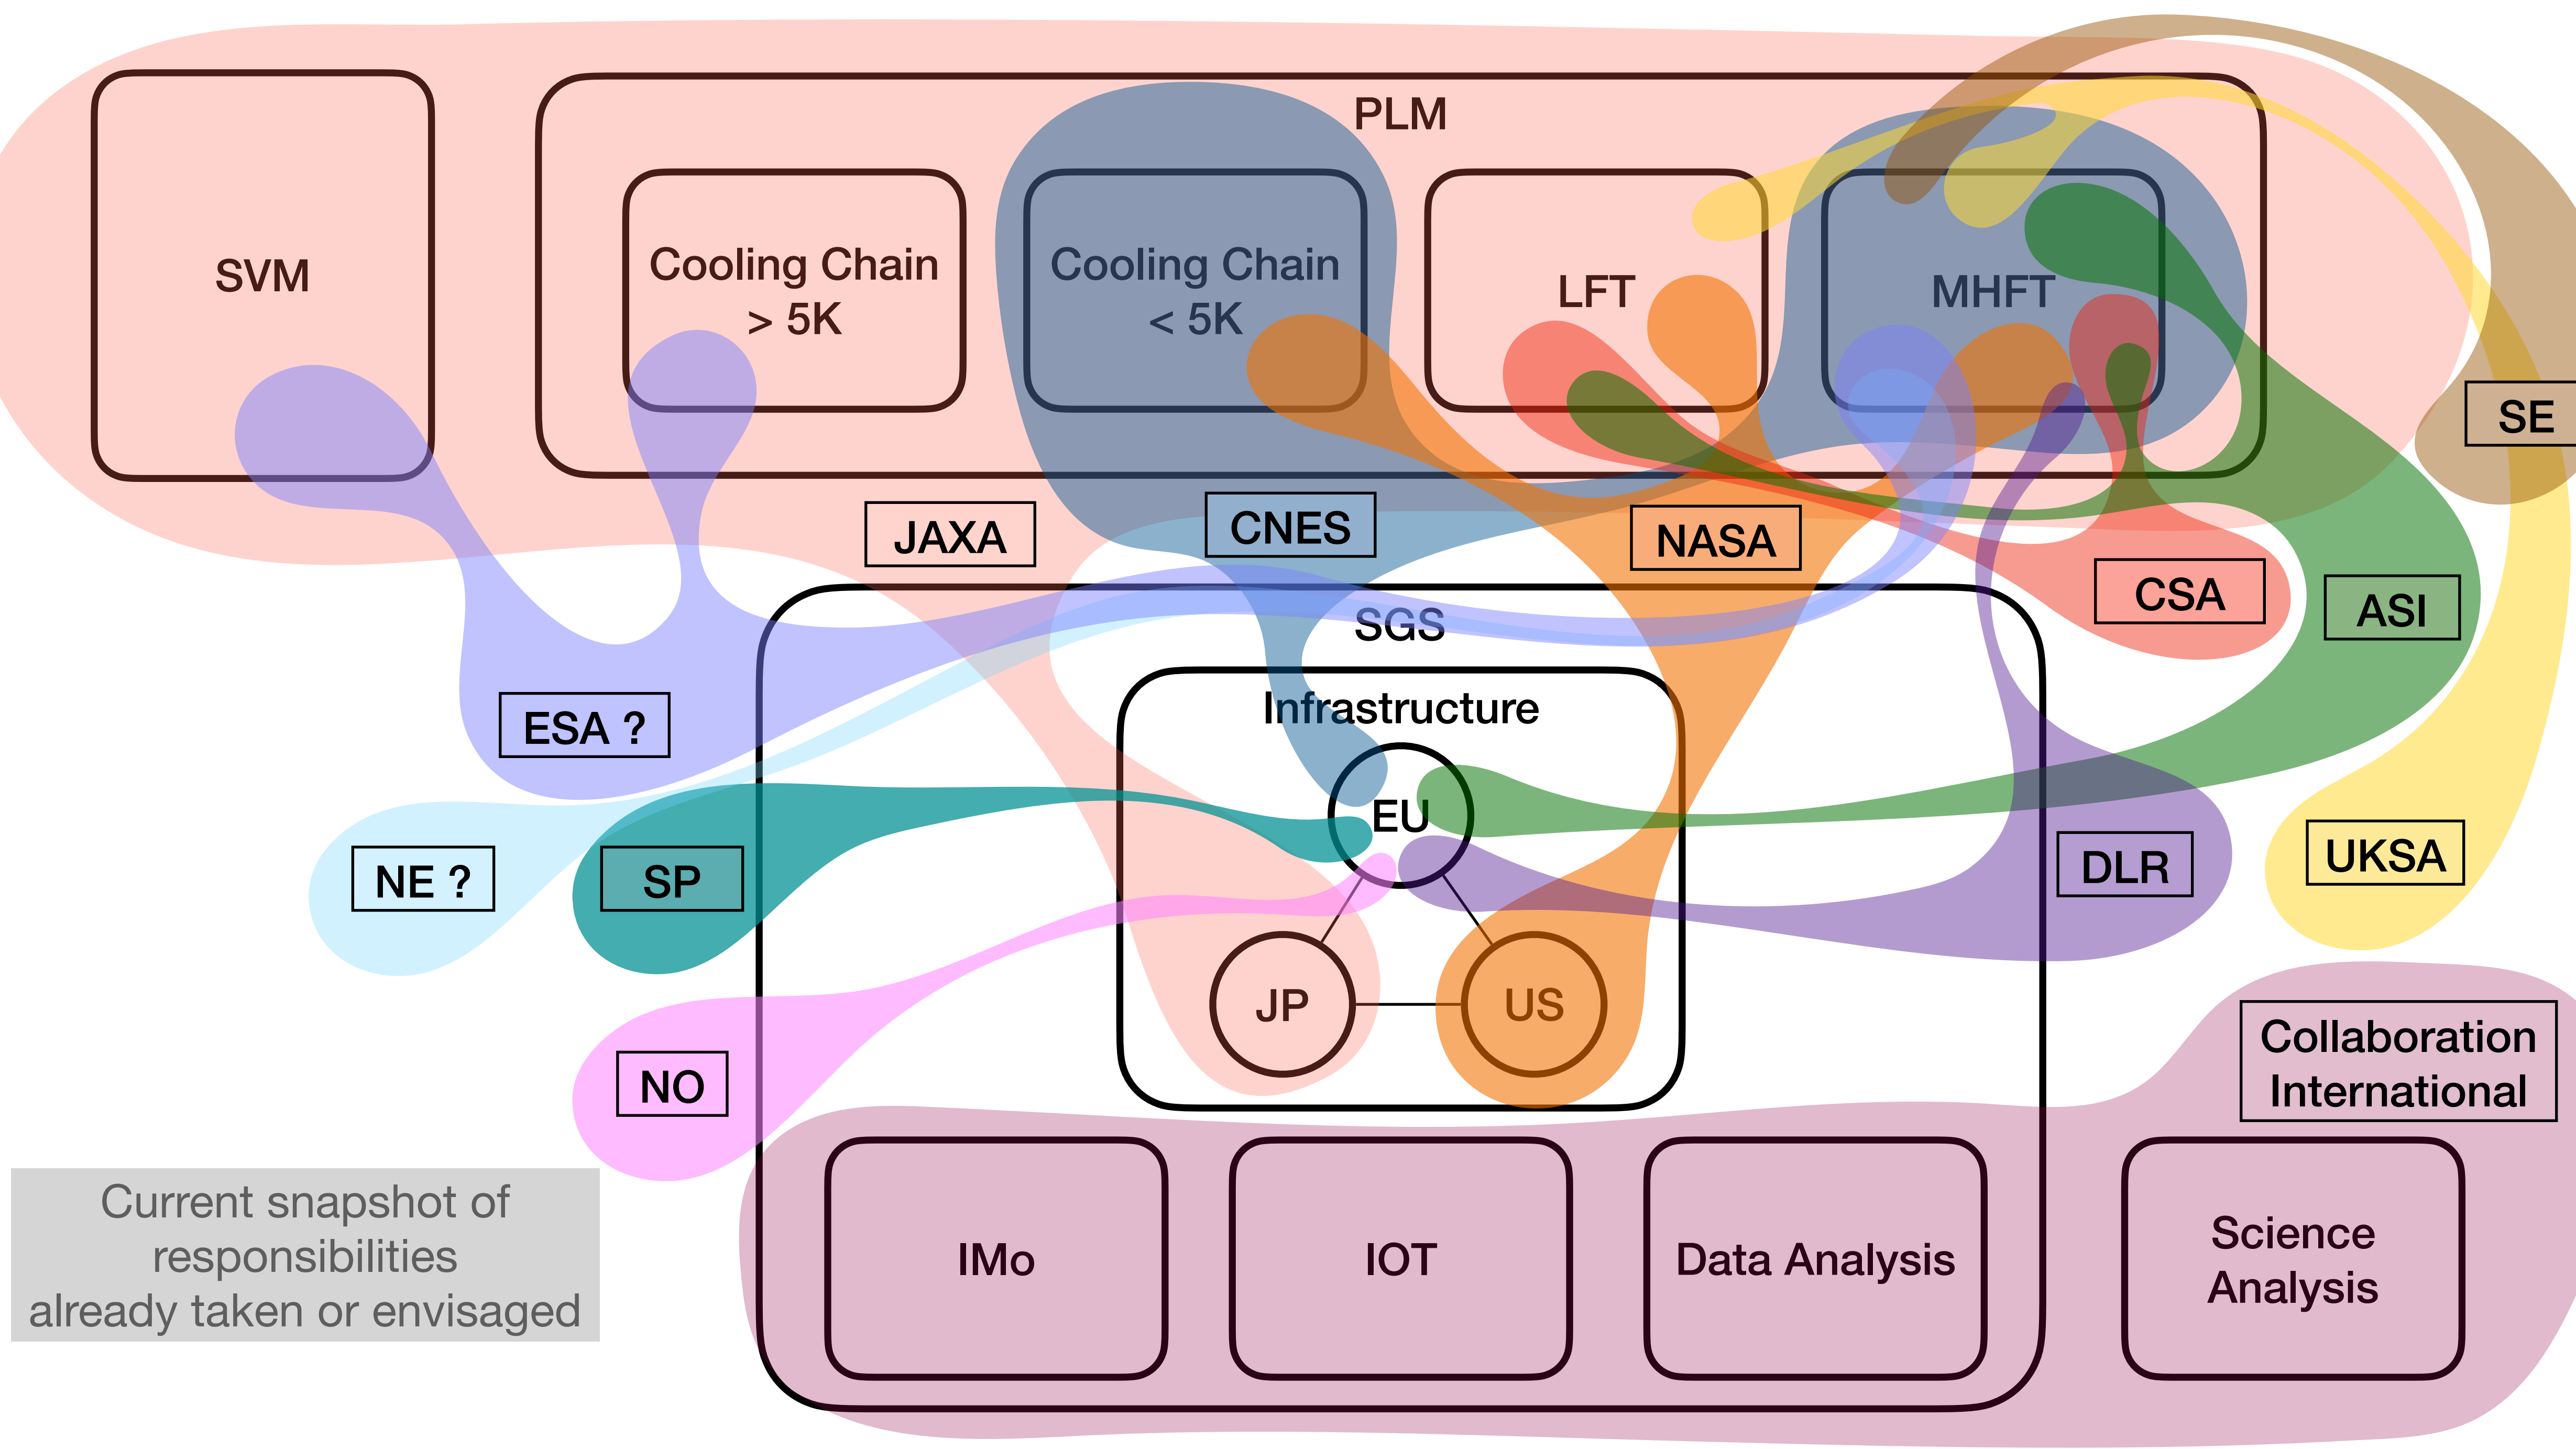 PLM
SVM
Cooling Chain
> 5K
Cooling Chain
< 5K
LFT
MHFT
SE
JAXA
CNES
NASA
CSA
ASI
SGS
ESA ?
Infrastructure
EU
NE ?
SP
DLR
UKSA
JP
US
NO
Collaboration
International
Current snapshot of
responsibilities
already taken or envisaged
IMo
IOT
Data Analysis
Science
Analysis